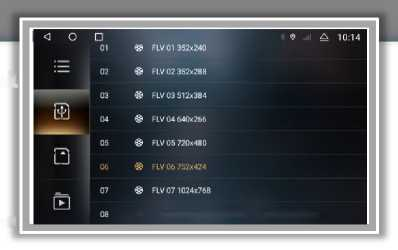 10:14
01 FLV 01 352x240
02 FLV 02 352x288
03 FLV 03 512x384
04 FLV 04 640x266
05 FLV 05 720x480
06 FLV 06 752x424
07 FLV 07 1024x768
08